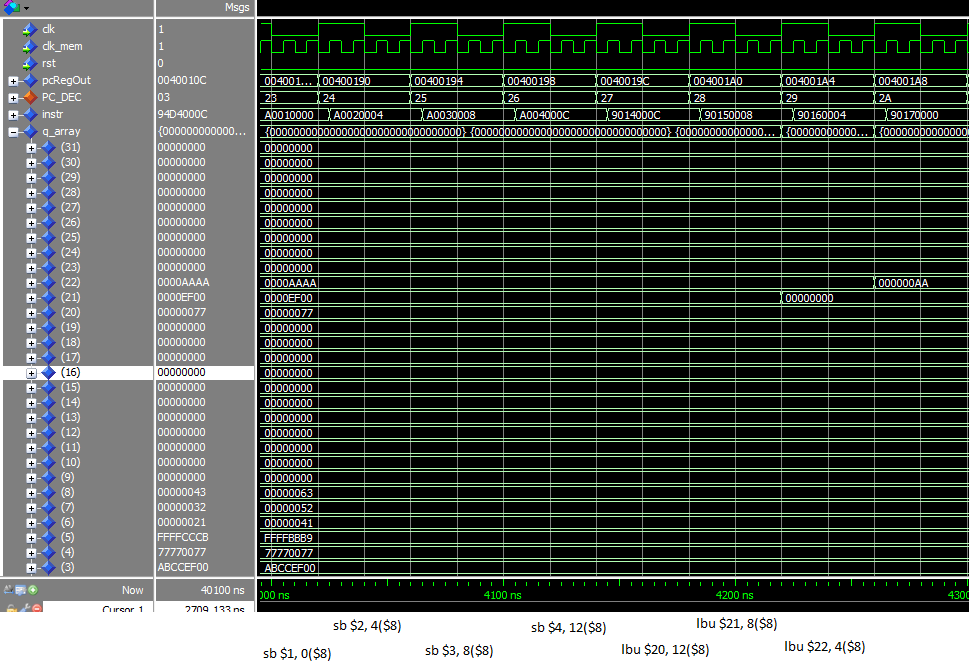 Msgs
clk 1
clk_mem 1
rst 0
pcRegOut 0040010C 004001... 00400190 00400194 00400198 0040019C 004001A0 004001A4 004001A8
PC_DEC 03 23 24 25 26 27 28 29 2A
instr 94D4000C A0010000 A0020004 A0030008 A004000C 9014000C 90150008 90160004 90170000
q_array {000000000000... {00000000000000000000000000000000} {00000000000000000000000000000000} {000000000000000... {00000000000... {0000000000000
(31) 00000000 00000000
(30) 00000000 00000000
(29) 00000000 00000000
(28) 00000000 00000000
(27) 00000000 00000000
(26) 00000000 00000000
(25) 00000000 00000000
(24) 00000000 00000000
(23) 00000000 00000000
(22) 0000AAAA 0000AAAA 000000AA
(21) 0000EF00 0000EF00 00000000
(20) 00000077 00000077
(19) 00000000 00000000
(18) 00000000 00000000
(17) 00000000 00000000
(16) 00000000 00000000
(15) 00000000 00000000
(14) 00000000 00000000
(13) 00000000 00000000
(12) 00000000 00000000
(11) 00000000 00000000
(10) 00000000 00000000
(9) 00000000 00000000
(8) 00000043 00000063
(7) 00000032 00000052
(6) 00000021 00000041
(5) FFFFCCCB FFFFBBB9
(4) 77770077 77770077
(3) ABCCEF00 ABCCEF00
Now 40100 ns 000 ns 4100 ns 4200 ns 4300
Cursor 1 2709.133 ns
sb $2, 4($8) sb $4, 12($8) lbu $21, 8($8)
sb $1, 0($8) sb $3, 8($8) lbu $20, 12($8) lbu $22, 4($8)